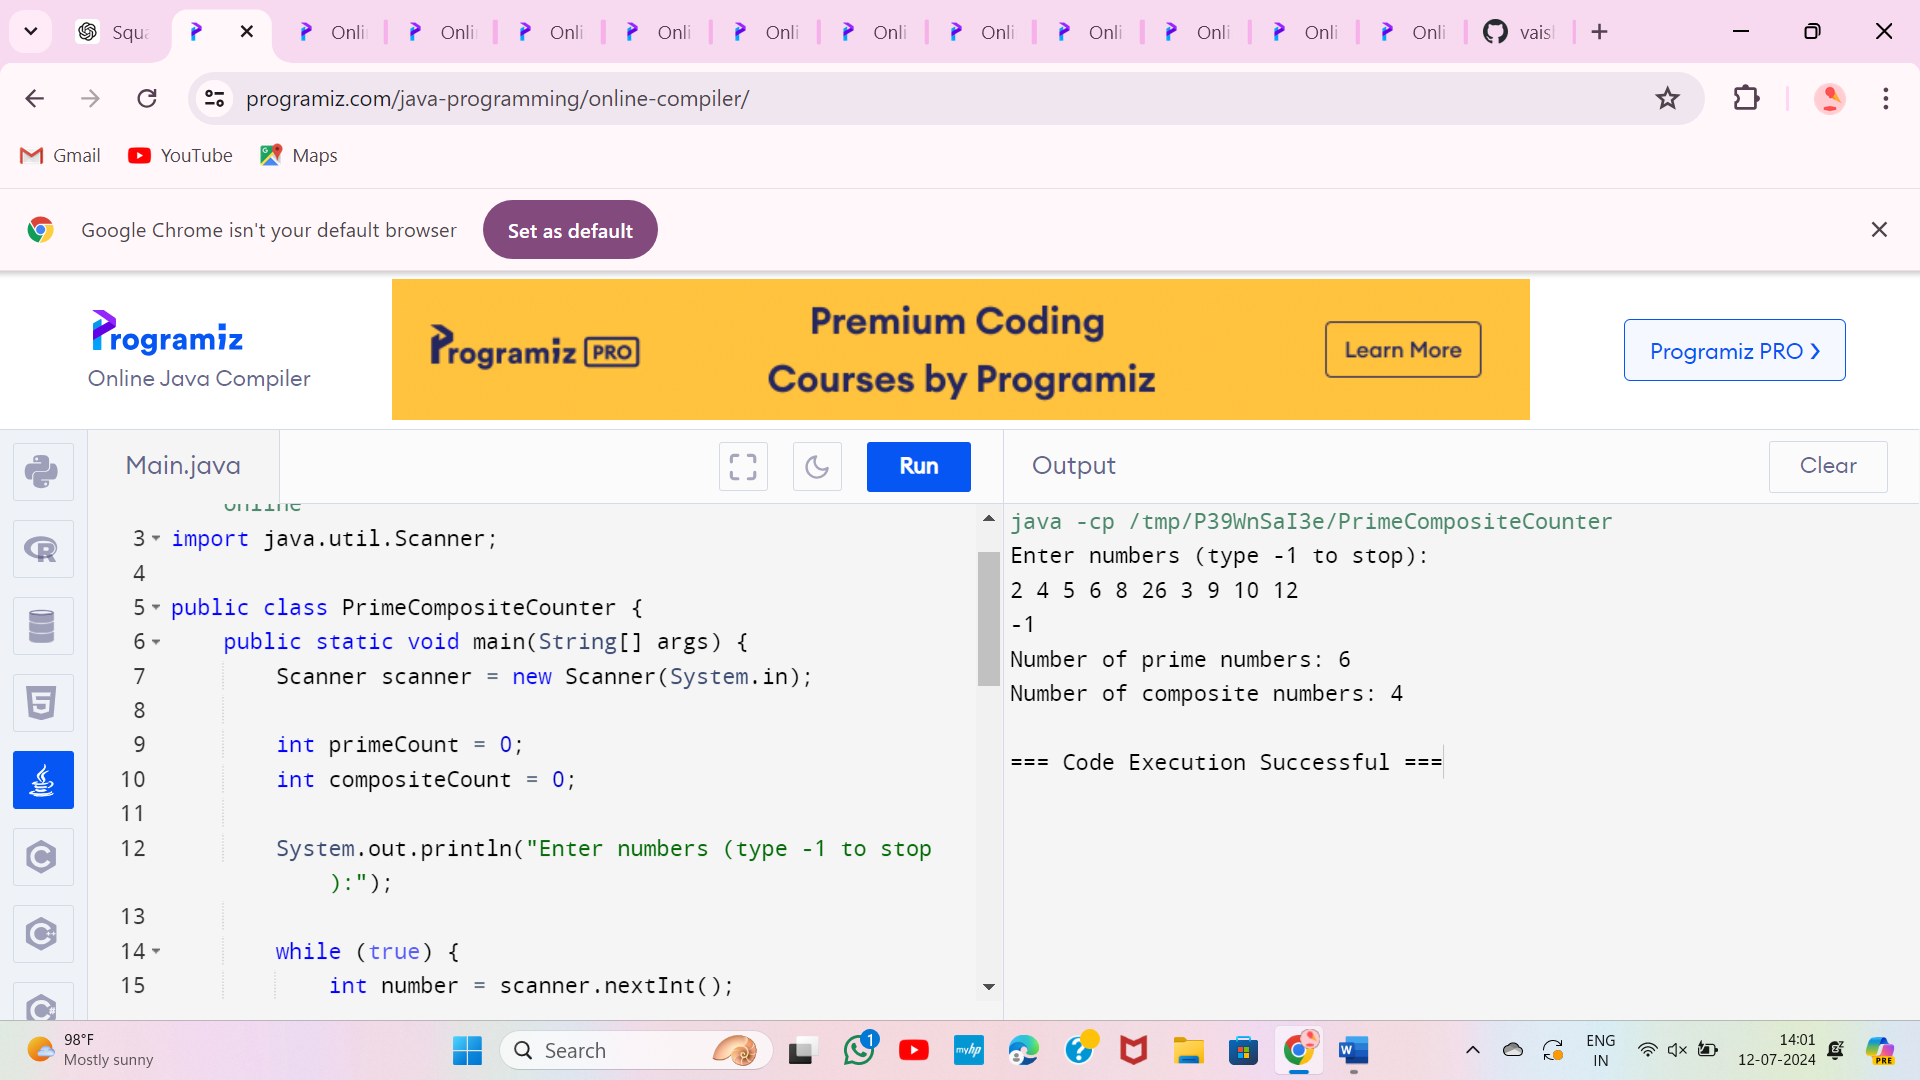 Squa
Onli
Onli
Onli
Onli
Onli
Onli
Onli
Onli
Onli
Onli
Onli
vaisl
programiz.com/java-programming/online-compiler/
Gmail
YouTube
Maps
Google Chrome isn't your default browser
Set as default
Programiz
Online Java Compiler
Programiz PRO
Premium Coding
Courses by Programiz
Learn More
Programiz PRO ❯
Main.java
Run
Output
Clear
online
3 import java.util.Scanner;
4
5 public class PrimeCompositeCounter {
6 public static void main(String[] args) {
7 Scanner scanner = new Scanner(System.in);
8
9 int primeCount = 0;
10 int compositeCount = 0;
11
12 System.out.println("Enter numbers (type -1 to stop
):");
13
14 while (true) {
15 int number = scanner.nextInt();
java -cp /tmp/P39WnSaI3e/PrimeCompositeCounter
Enter numbers (type -1 to stop):
2 4 5 6 8 26 3 9 10 12
-1
Number of prime numbers: 6
Number of composite numbers: 4
=== Code Execution Successful ===
98°F
Mostly sunny
Search
1
myhp
ENG
IN
14:01
12-07-2024
PRE